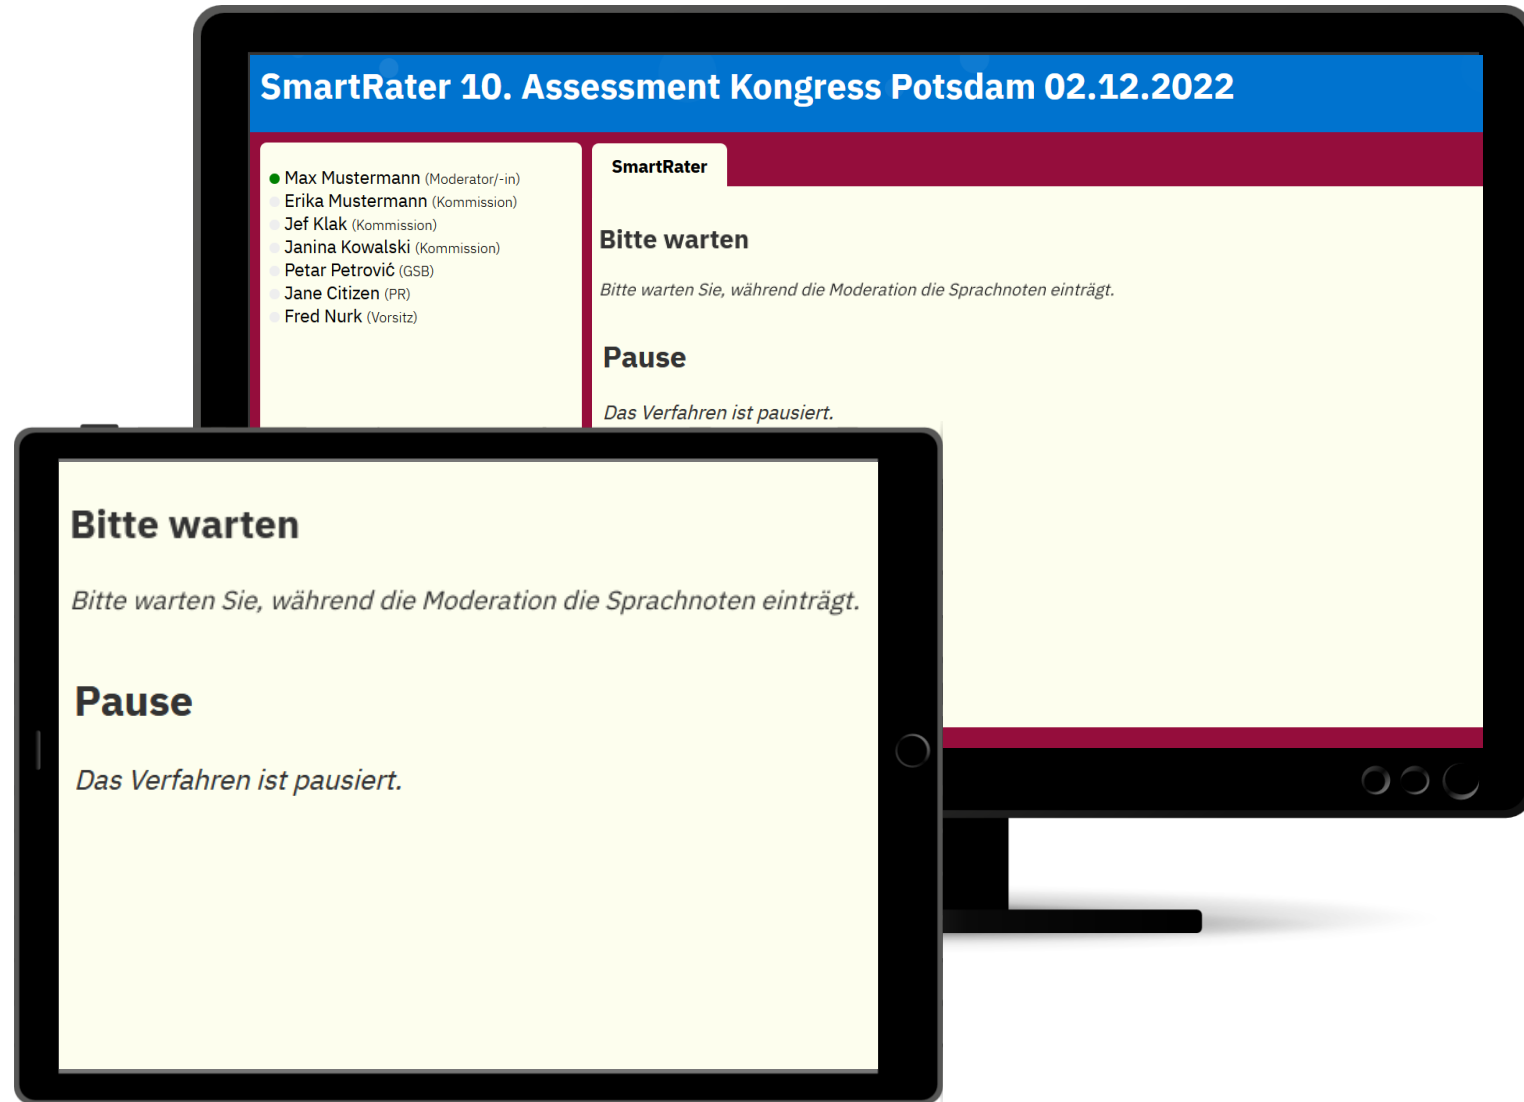 SmartRater 10. Assessment Kongress Potsdam 02.12.2022
Max Mustermann (Moderator/-in)
Erika Mustermann (Kommission)
Jef Klak (Kommission)
Janina Kowalski (Kommission)
Petar Petrović (GSB)
Jane Citizen (PR)
Fred Nurk (Vorsitz)
SmartRater
Bitte warten
Bitte warten Sie, während die Moderation die Sprachnoten einträgt.
Pause
Das Verfahren ist pausiert.
Bitte warten
Bitte warten Sie, während die Moderation die Sprachnoten einträgt.
Pause
Das Verfahren ist pausiert.